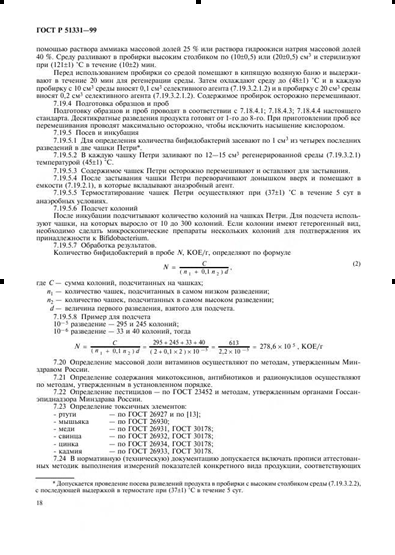 ГОСТ Р 51331—99
помощью раствора аммиака массовой долей 25 % или раствора гидроокиси натрия массовой долей
40 %. Среду разливают в пробирки высоким столбиком по (10±0,5) или (20±0,5) см³ и стерилизуют
при (121±1) °С в течение (10±2) мин.
Перед использованием пробирки со средой помещают в кипящую водяную баню и выдержи-
вают в течение 20 мин для регенерации среды. Затем охлаждают среду до (48±1) °С и в каждую
пробирку с 10 см³ среды вносят 0,1 см³ селективного агента (7.19.3.2.1.2) и в пробирку с 20 см³ среды
вносят 0,2 см³ селективного агента (7.19.3.2.1.2). Содержимое пробирок осторожно перемешивают.
7.19.4 Подготовка образцов и проб
Подготовку образцов и проб проводят в соответствии с 7.18.4.1; 7.18.4.3; 7.18.4.4 настоящего
стандарта. Десятикратные разведения продукта готовят от 1-го до 8-го. При приготовлении проб все
перемешивания проводят максимально осторожно, чтобы исключить насыщение кислородом.
7.19.5 Посев и инкубация
7.19.5.1 Для определения количества бифидобактерий засевают по 1 см³ из четырех последних
разведений в две чашки Петри*.
7.19.5.2 В каждую чашку Петри заливают по 12—15 см³ регенерированной среды (7.19.3.2.1)
температурой (45±1) °С.
7.19.5.3 Содержимое чашек Петри осторожно перемешивают и оставляют для застывания.
7.19.5.4 После застывания чашки Петри переворачивают донышком вверх и помещают в
емкости (7.19.2.1), в которые вкладывают анаэробный агент.
7.19.5.5 Термостатирование чашек Петри осуществляют при (37±1) °С в течение 5 сут в
анаэробных условиях.
7.19.5.6 Подсчет колоний
После инкубации подсчитывают количество колоний на чашках Петри. Для подсчета исполь-
зуют чашки, на которых выросло от 10 до 300 колоний. Если колонии имеют гетерогенный вид,
необходимо сделать микроскопические препараты нескольких колоний для подтверждения их
принадлежности к Bifidobacterium.
7.19.5.7 Обработка результатов.
Количество бифидобактерий в пробе N, КОЕ/г, определяют по формуле
N = C / (n₁ + 0,1 n₂) d , (2)
где C — сумма колоний, подсчитанных на чашках;
n₁ — количество чашек, подсчитанных в самом низком разведении;
n₂ — количество чашек, подсчитанных в самом высоком разведении;
d — величина первого разведения, взятого для подсчета.
7.19.5.8 Пример для подсчета
10⁻⁵ разведение — 295 и 245 колоний;
10⁻⁶ разведение — 33 и 40 колоний, тогда
N = C / (n₁ + 0,1 n₂) d = 295 + 245 + 33 + 40 / (2 + 0,1 × 2) × 10⁻⁵ = 613 / 2,2 × 10⁻⁵ = 278,6 × 10⁵ , КОЕ/г
7.20 Определение массовой доли витаминов осуществляют по методам, утвержденным Мин-
здравом России.
7.21 Определение содержания микотоксинов, антибиотиков и радионуклидов осуществляют
по методам, утвержденным в установленном порядке.
7.22 Определение пестицидов — по ГОСТ 23452 и методам, утвержденным органами Госсан-
эпиднадзора Минздрава России.
7.23 Определение токсичных элементов:
- ртути — по ГОСТ 26927 и по [13];
- мышьяка — по ГОСТ 26930;
- меди — по ГОСТ 26931, ГОСТ 30178;
- свинца — по ГОСТ 26932, ГОСТ 30178;
- цинка — по ГОСТ 26934, ГОСТ 30178;
- кадмия — по ГОСТ 26933, ГОСТ 30178.
7.24 В нормативную (техническую) документацию допускается включать прописи аттестован-
ных методик выполнения измерений показателей конкретного вида продукции, соответствующих
* Допускается проведение посева разведений продукта в пробирки с высоким столбиком среды (7.19.3.2.2),
с последующей выдержкой в термостате при (37±1) °С в течение 5 сут.
18